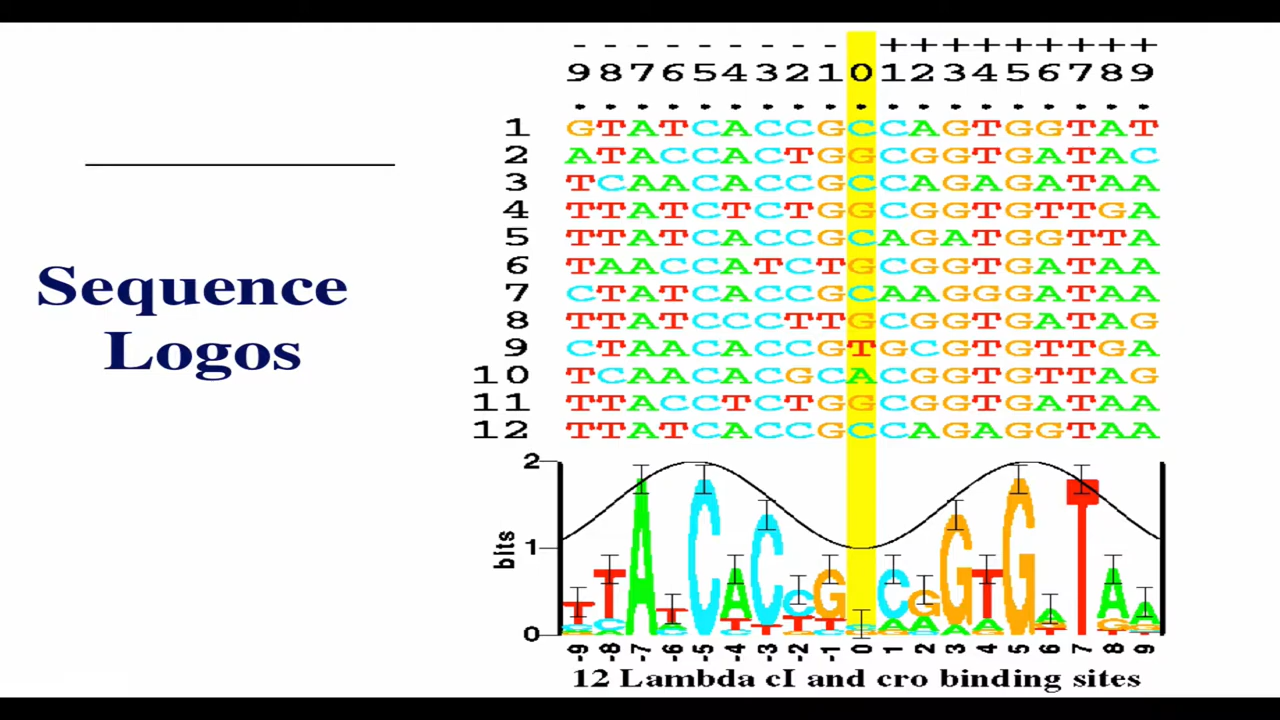 Sequence
Logos
- - - - - - - - - + + + + + + + + +
9 8 7 6 5 4 3 2 1 0 1 2 3 4 5 6 7 8 9
. . . . . . . . . . . . . . . . . . .
1 GTATCACCGCCAGTGGTAT
2 ATACCACTGGCGGTGATAC
3 TCAACACCGCCAGAGATAA
4 TTATCTCTGGCGGTGTTGA
5 TTATCACCGCAGATGGTTA
6 TAACCATCTGCGGTGATAA
7 CTATCACCGCAAGGGATAA
8 TTATCCCTTGCGGTGATAG
9 CTAACACCGTGCGTGTTGA
10 TCAACACGCACGGTGTTAG
11 TTACCTCTGGCGGTGATAA
12 TTATCACCGCCAGAGGTAA
2
1
0
bits
TTATCACCG CGGTGATAA
-9 -8 -7 -6 -5 -4 -3 -2 -1 0 1 2 3 4 5 6 7 8 9
12 Lambda cI and cro binding sites